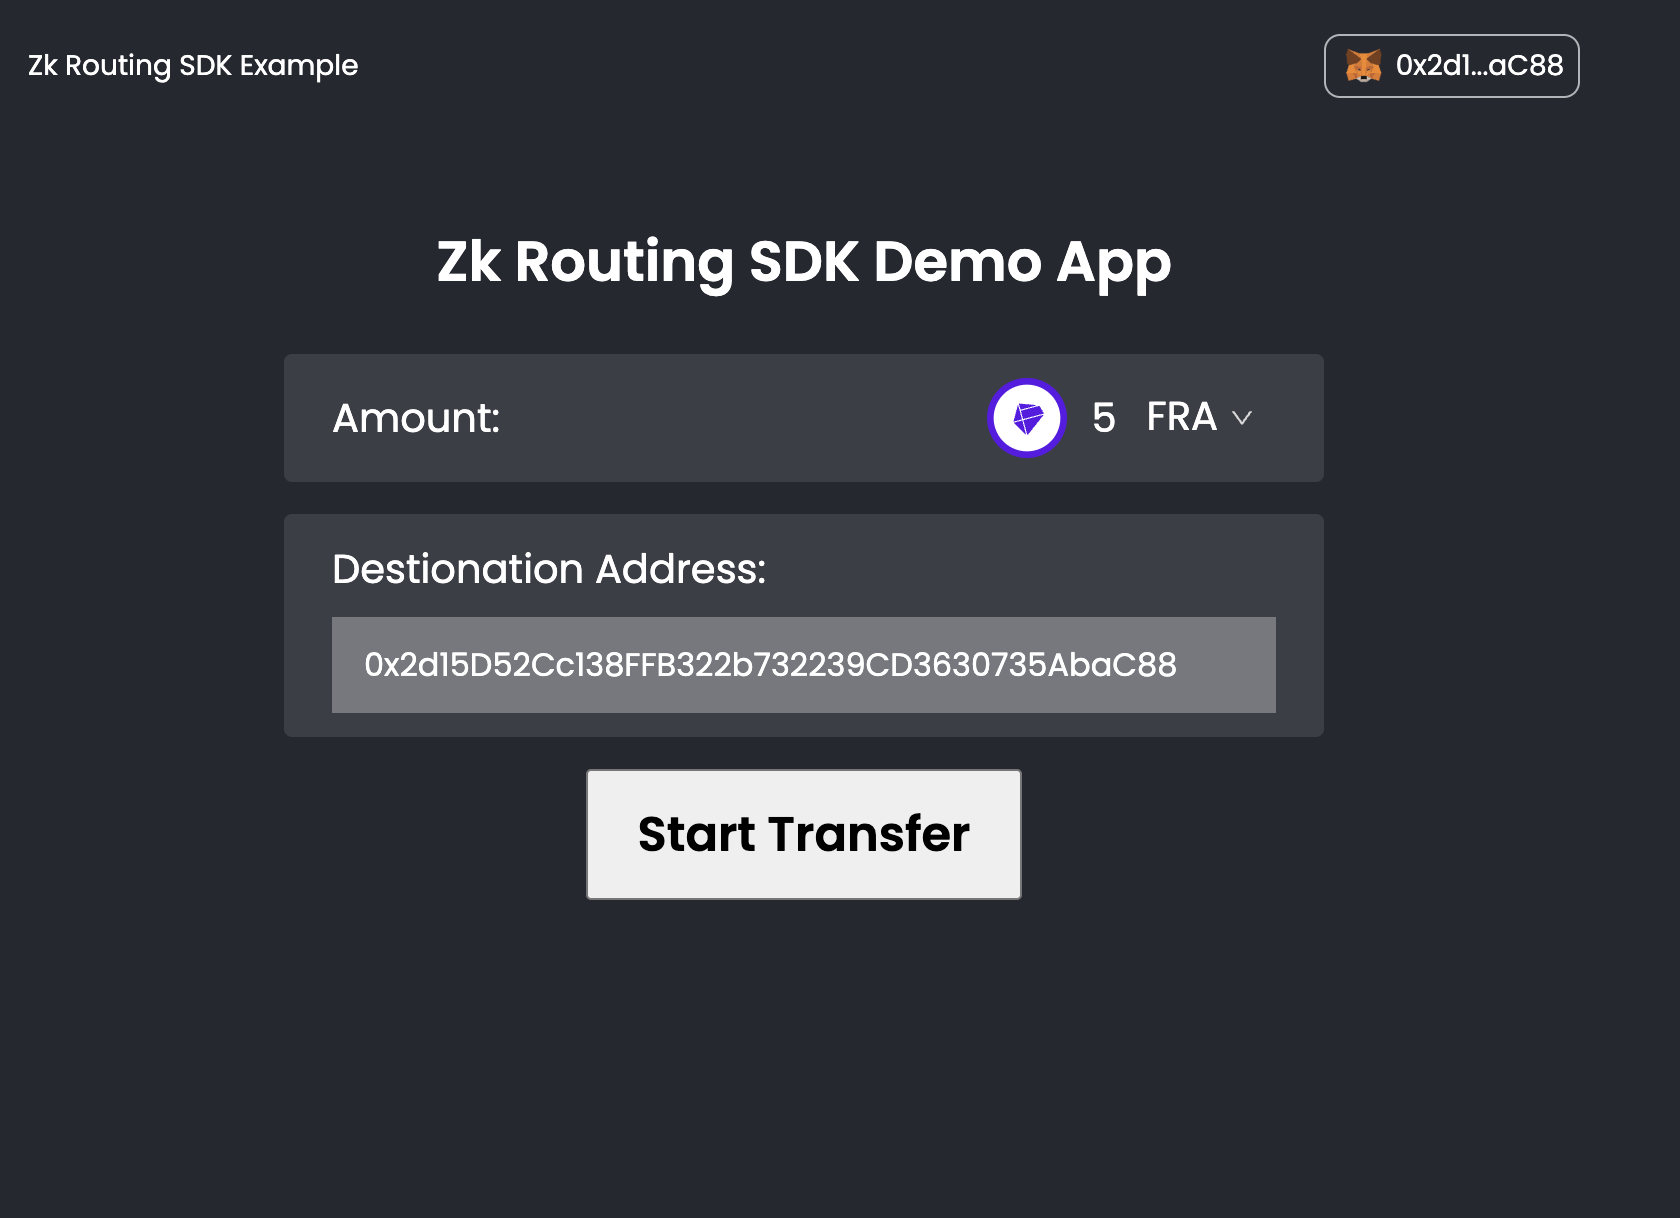 Zk Routing SDK Example
0x2d1...aC88
Zk Routing SDK Demo App
Amount:
5 FRA
Destionation Address:
0x2d15D52Cc138FFB322b732239CD3630735AbaC88
Start Transfer